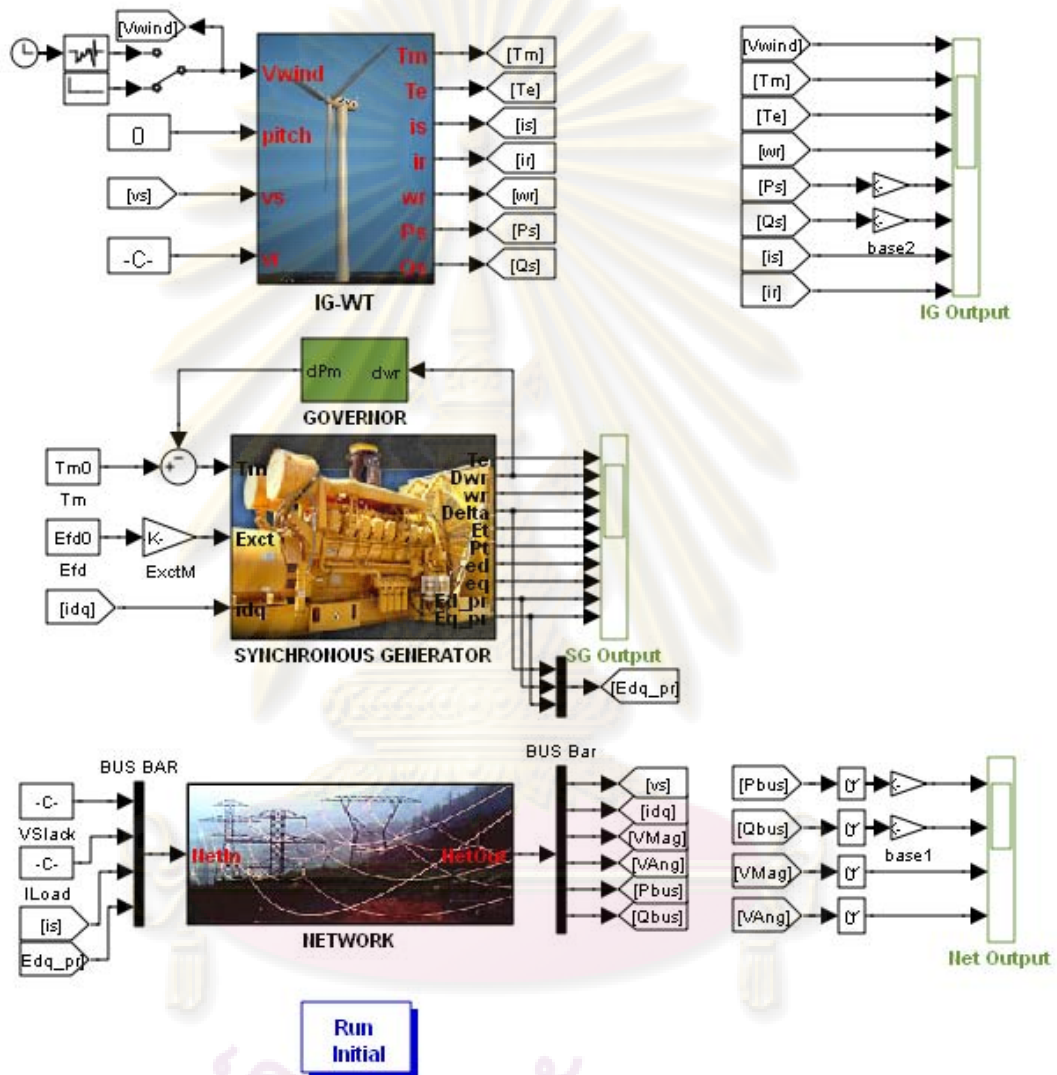 [Vwind]
Vwind
pitch
vs
vr
0
[vs]
-C-
Tm
Te
is
ir
wr
Ps
Qs
[Tm]
[Te]
[is]
[ir]
[wr]
[Ps]
[Qs]
IG-WT
[Vwind]
[Tm]
[Te]
[wr]
[Ps]
[Qs]
[is]
[ir]
base2
IG Output
dPm
dwr
GOVERNOR
Tm0
Tm
Efd0
Efd
-K-
ExctM
[idq]
Tm
Exct
idq
Te
Dwr
wr
Delta
Et
Pt
ed
eq
Ed_pr
Eq_pr
SYNCHRONOUS GENERATOR
SG Output
[Edq_pr]
BUS BAR
-C-
VSlack
-C-
ILoad
[is]
Edq_pr]
NetIn
NetOut
NETWORK
BUS Bar
[vs]
[idq]
[VMag]
[VAng]
[Pbus]
[Qbus]
[Pbus]
[Qbus]
[VMag]
[VAng]
base1
Net Output
Run
Initial